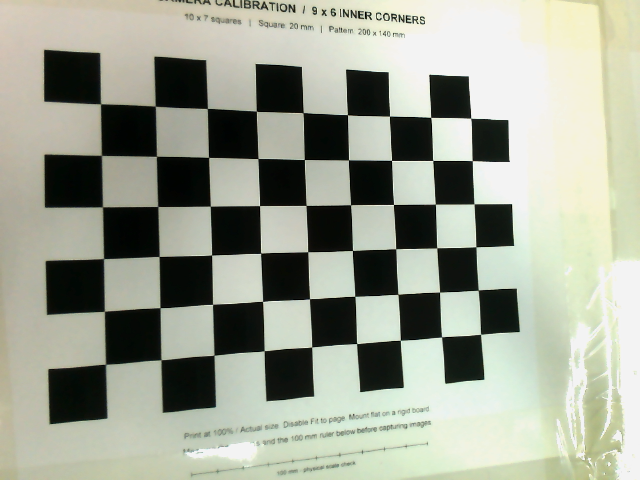 CALIBRATION / 9 x 6 INNER CORNERS
10 x 7 squares | Square: 20 mm | Pattern: 200 x 140 mm
Print at 100% / Actual size. Disable Fit to page. Mount flat on a rigid board.
and the 100 mm ruler below before capturing images
100 mm - physical scale check